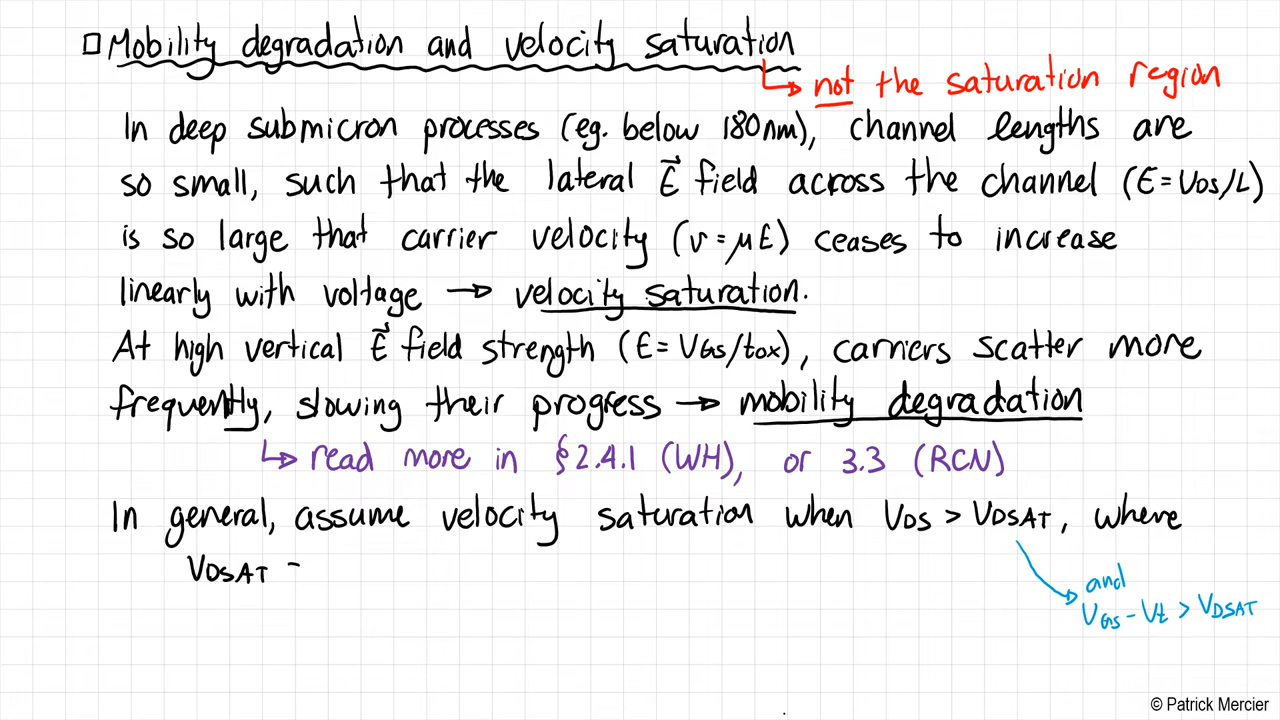 □ Mobility degradation and velocity saturation
↳ not the saturation region
In deep submicron processes (eg. below 180nm), channel lengths are
so small, such that the lateral E⃗ field across the channel (E = VDS/L)
is so large that carrier velocity (v = μE) ceases to increase
linearly with voltage → velocity saturation.
At high vertical E⃗ field strength (E = VGS/tox), carriers scatter more
frequently, slowing their progress → mobility degradation
↳ read more in §2.4.1 (WH), or 3.3 (RCN)
In general, assume velocity saturation when VDS > VDSAT, where
VDSAT -
and
VGS - Vt > VDSAT
© Patrick Mercier